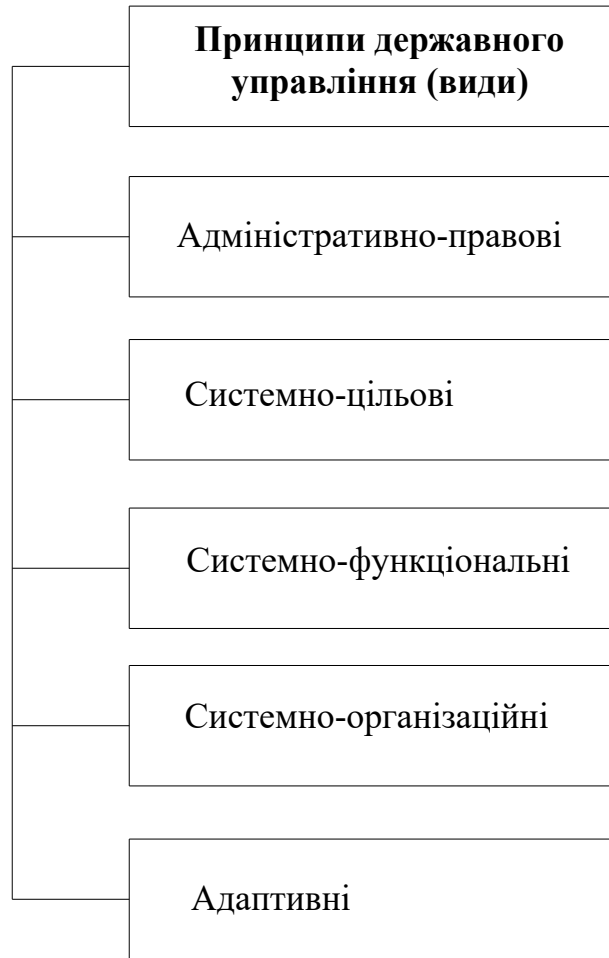 Принципи державного
управління (види)
Адміністративно-правові
Системно-цільові
Системно-функціональні
Системно-організаційні
Адаптивні